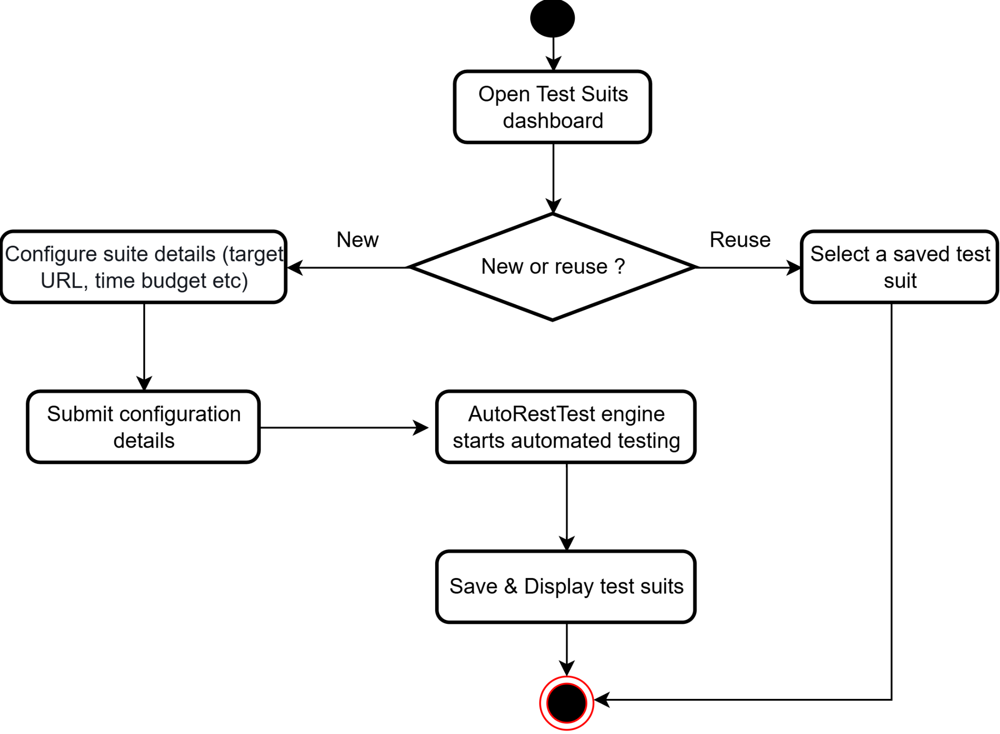 Open Test Suits
dashboard
New
Reuse
Configure suite details (target
URL, time budget etc)
New or reuse ?
Select a saved test
suit
Submit configuration
details
AutoRestTest engine
starts automated testing
Save & Display test suits